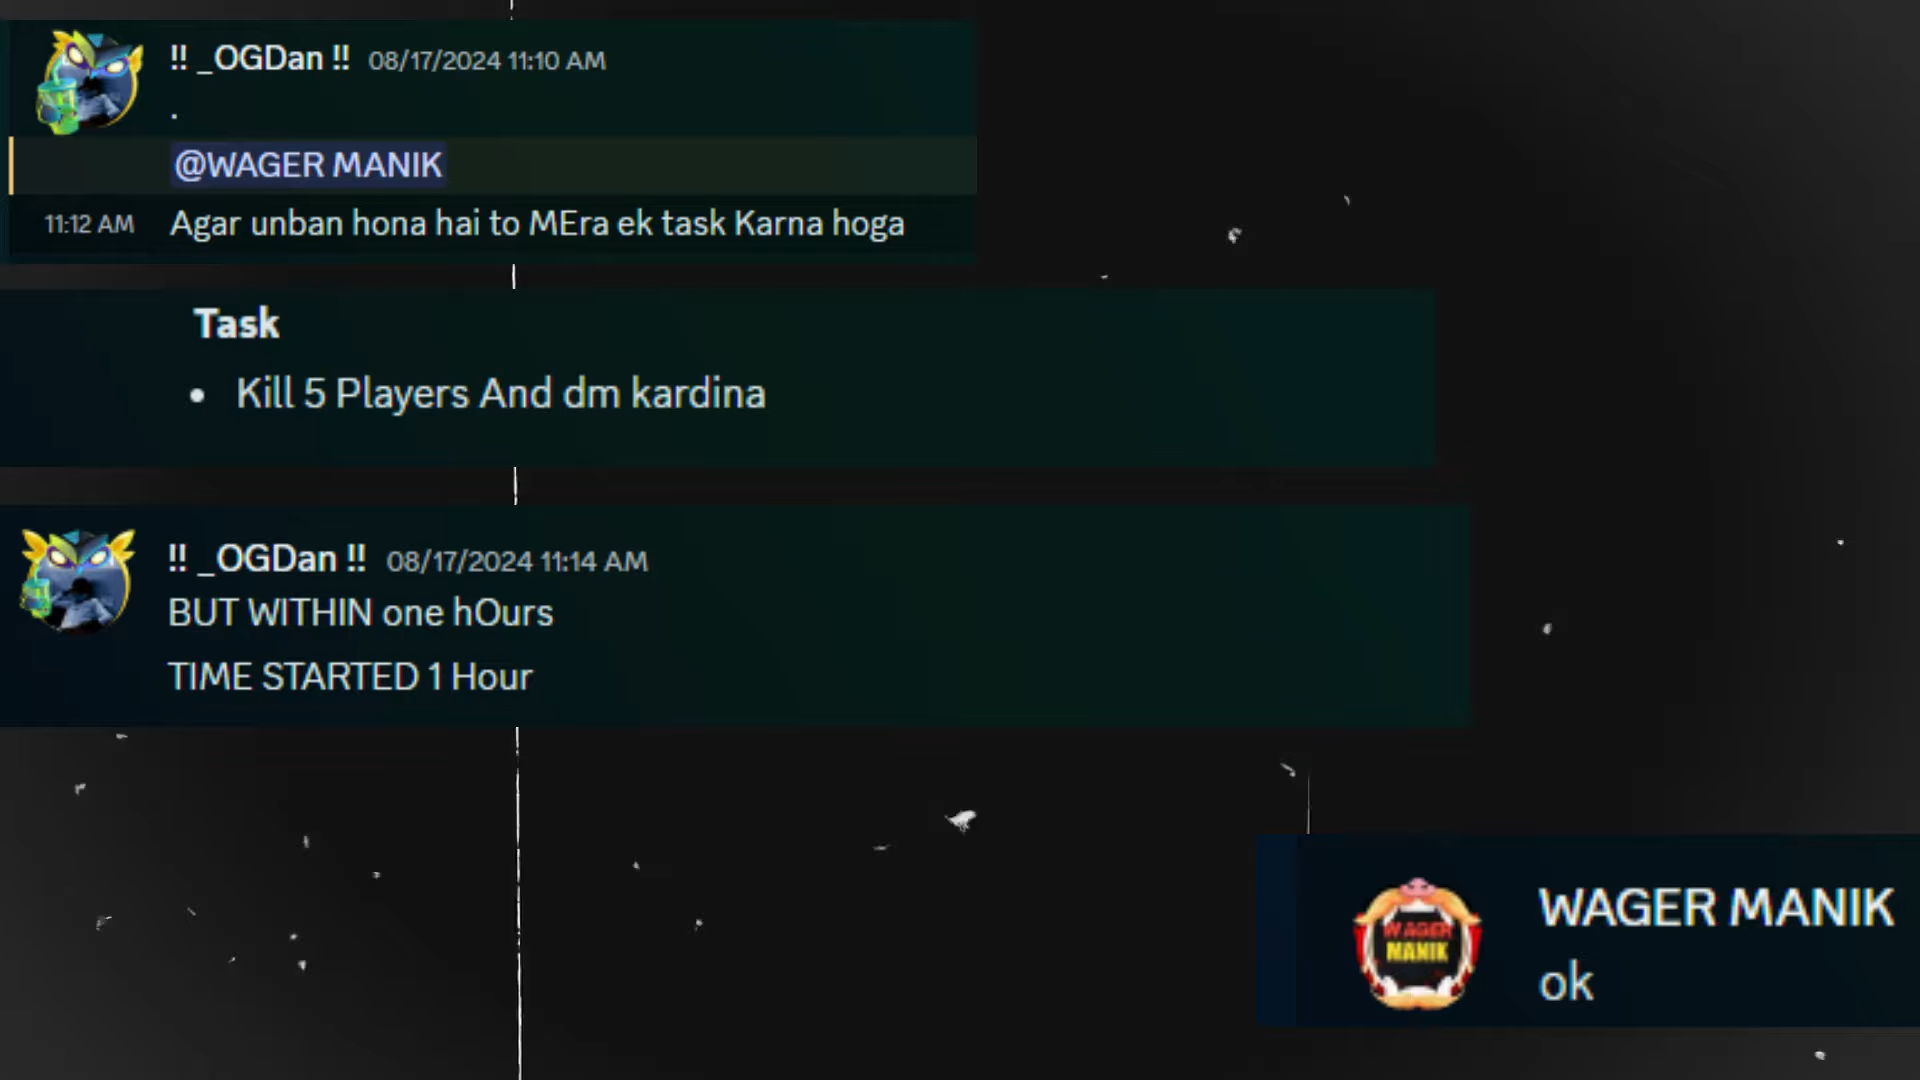 !! _OGDan !! 08/17/2024 11:10 AM
.
@WAGER MANIK
11:12 AM Agar unban hona hai to MEra ek task Karna hoga
Task
• Kill 5 Players And dm kardina
!! _OGDan !! 08/17/2024 11:14 AM
BUT WITHIN one hOurs
TIME STARTED 1 Hour
WAGER MANIK
WAGER
MANIK
ok